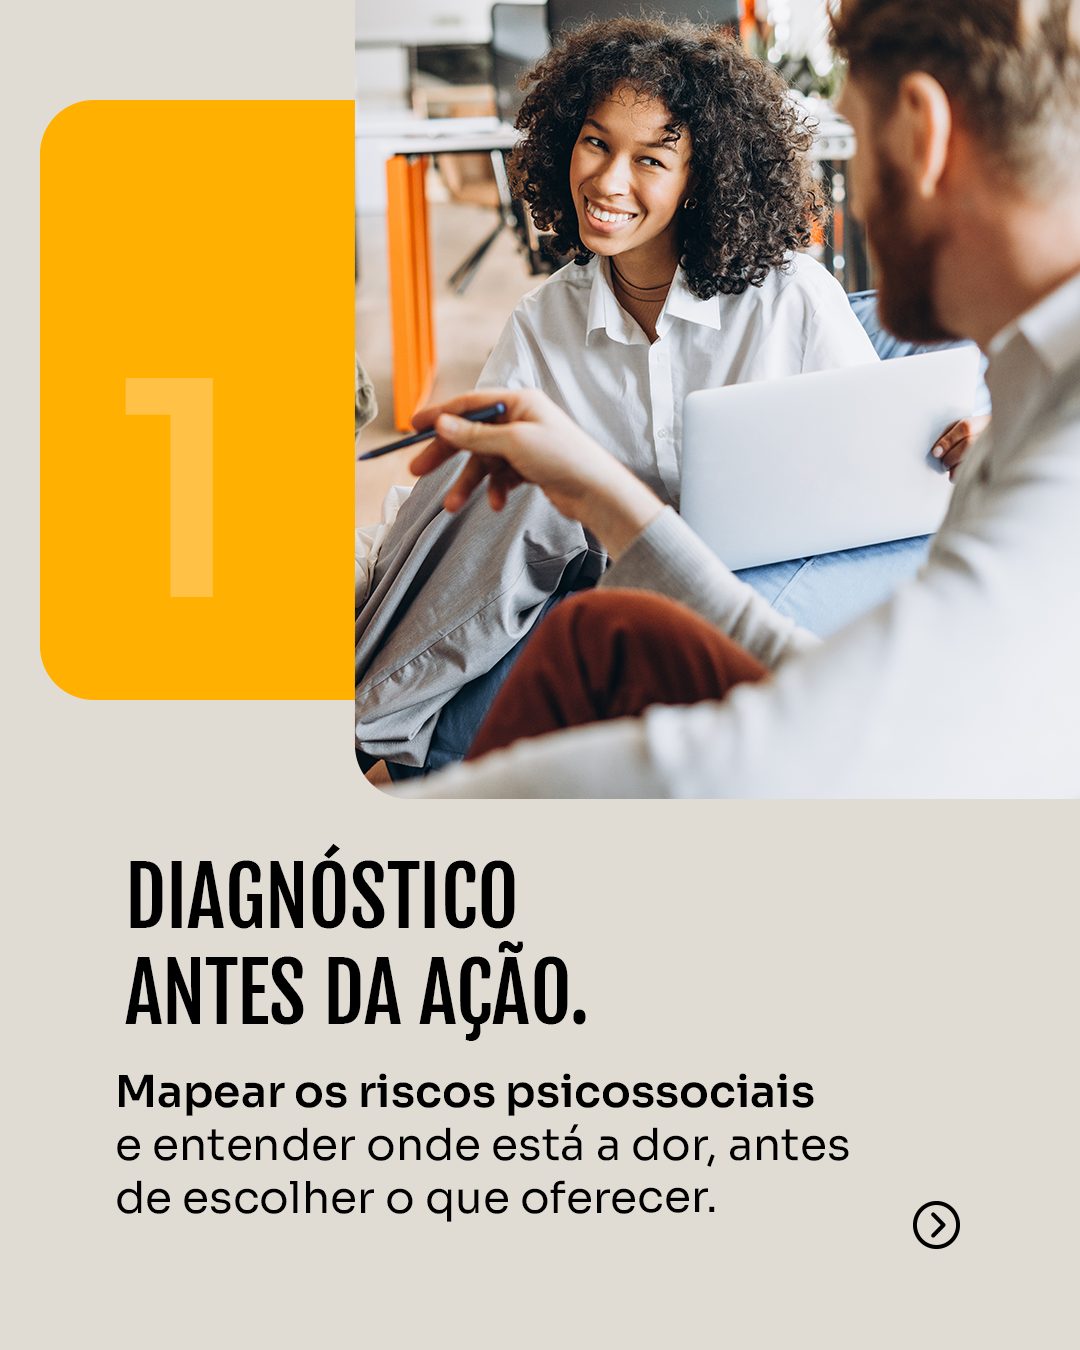 1
DIAGNÓSTICO
ANTES DA AÇÃO.
Mapear os riscos psicossociais
e entender onde está a dor, antes
de escolher o que oferecer.